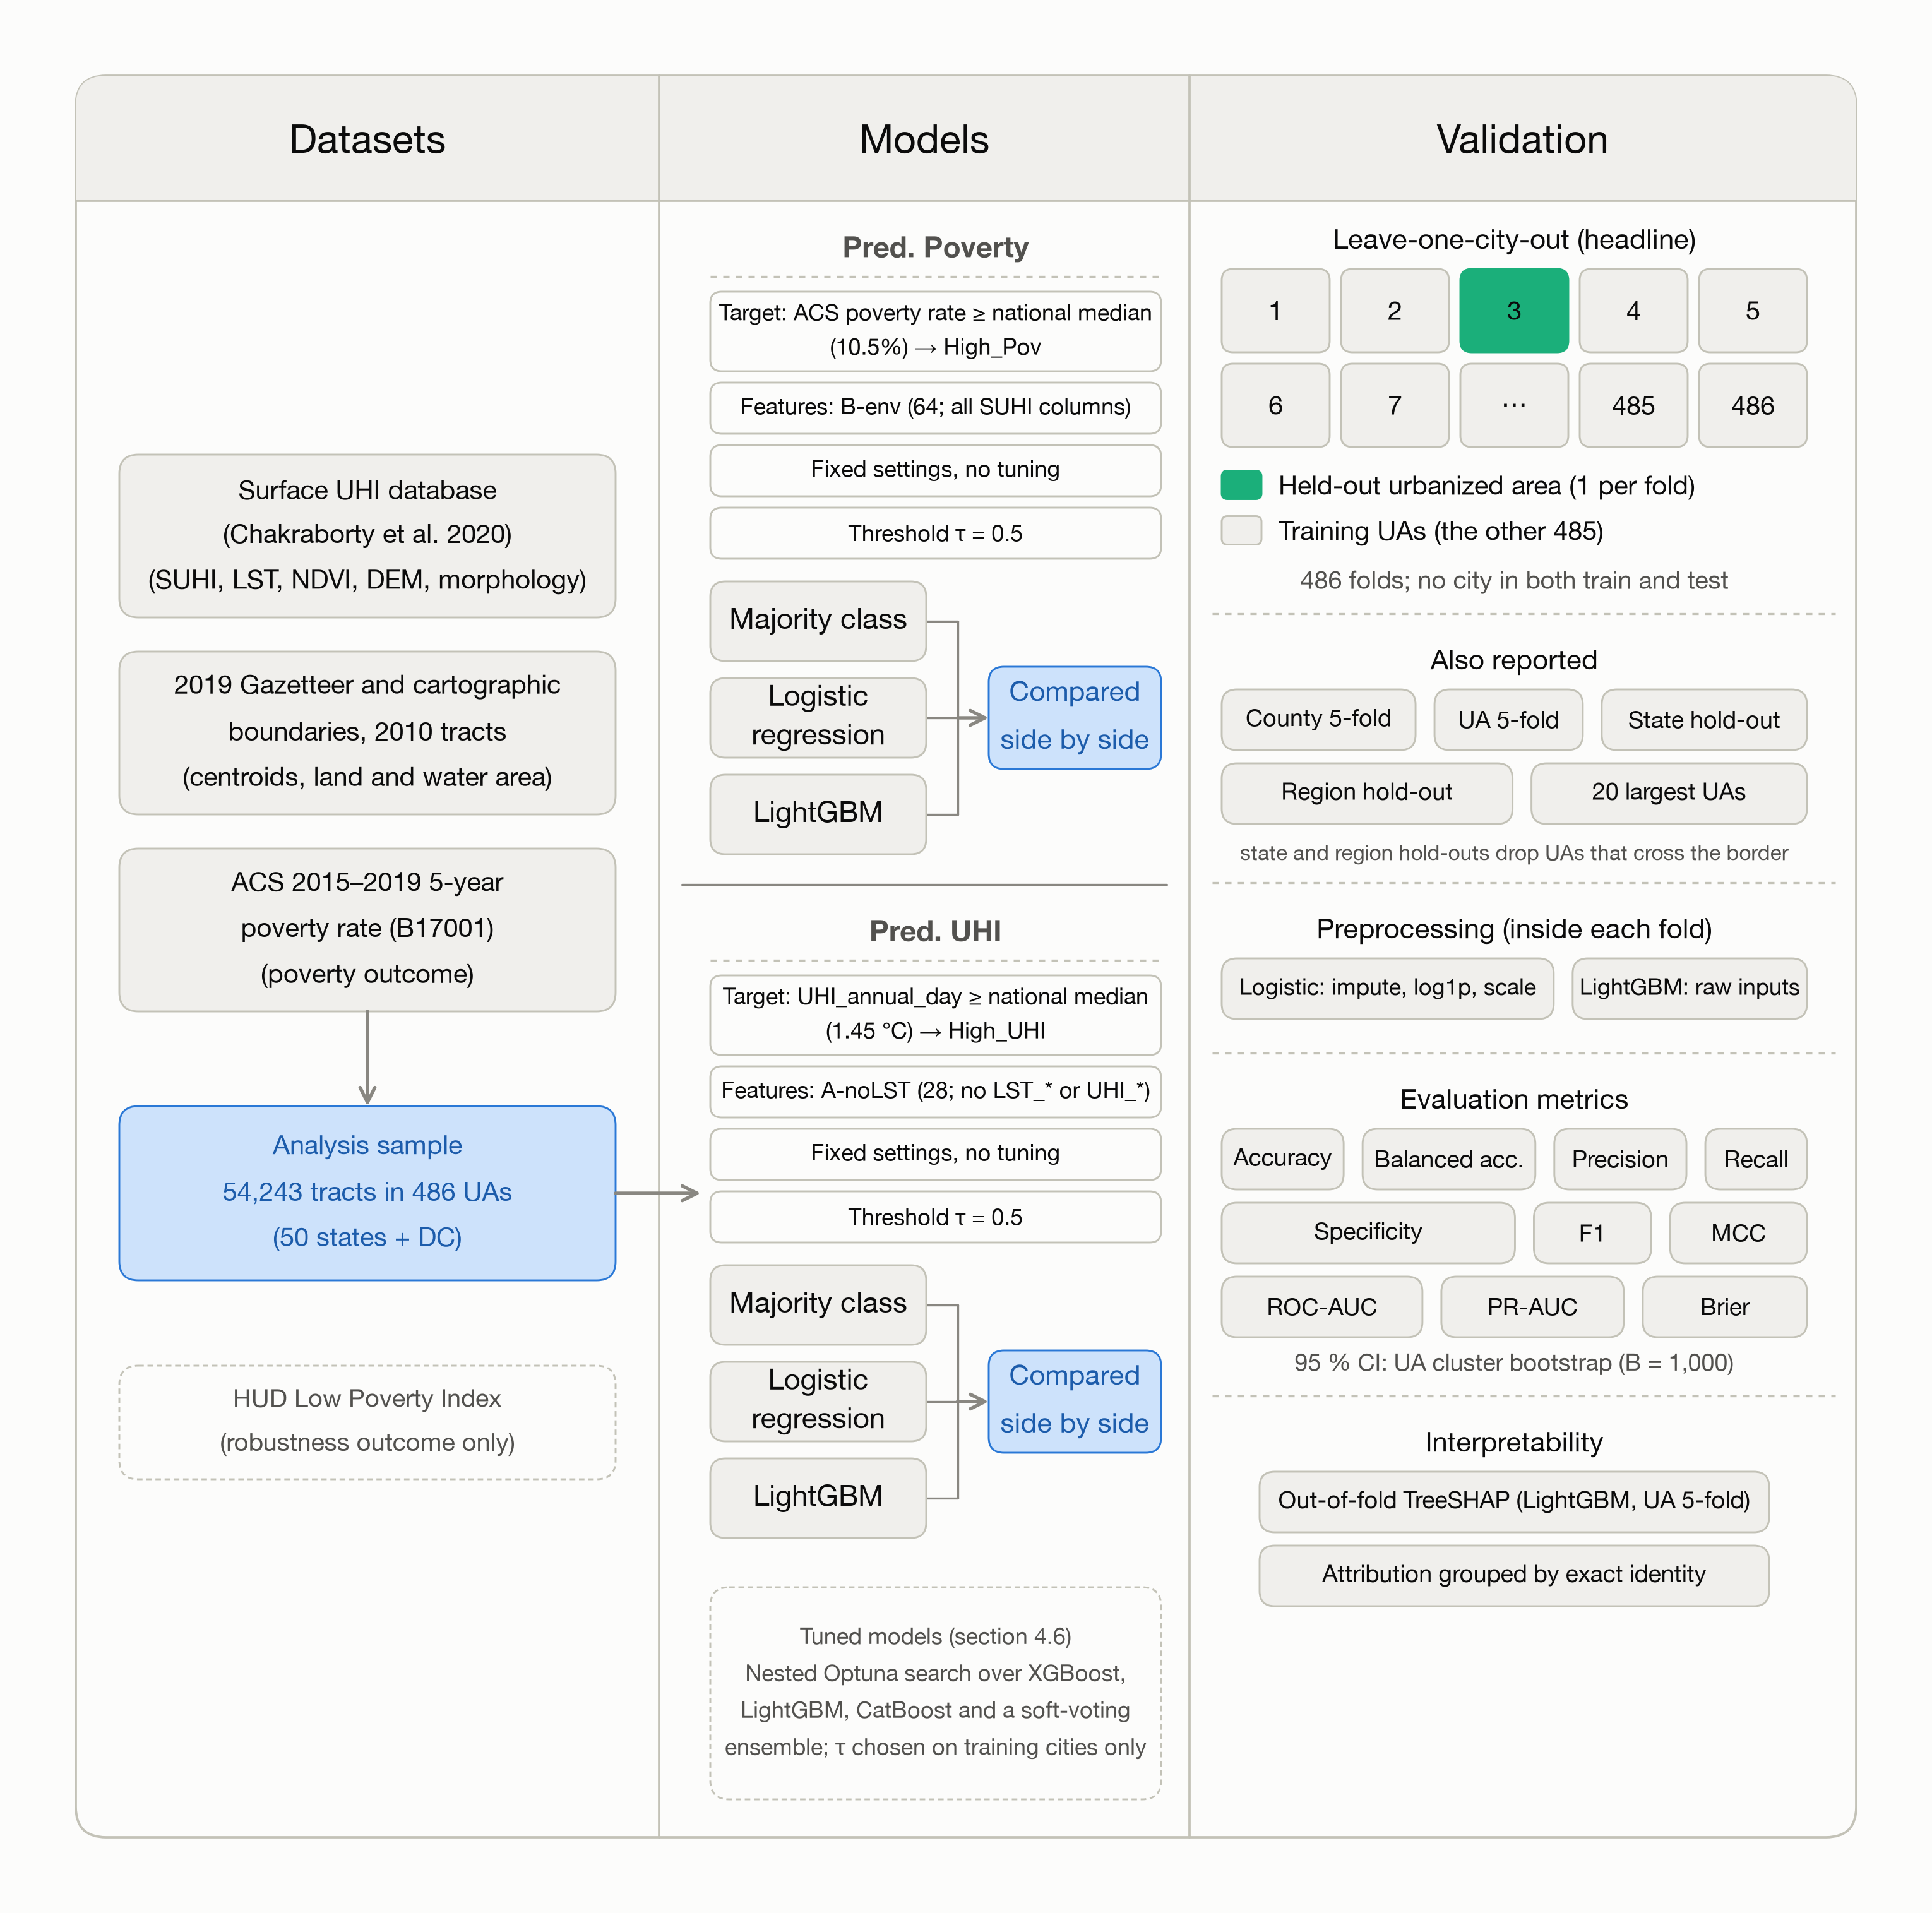 Datasets
Models
Validation
Surface UHI database
(Chakraborty et al. 2020)
(SUHI, LST, NDVI, DEM, morphology)
2019 Gazetteer and cartographic
boundaries, 2010 tracts
(centroids, land and water area)
ACS 2015–2019 5-year
poverty rate (B17001)
(poverty outcome)
Analysis sample
54,243 tracts in 486 UAs
(50 states + DC)
HUD Low Poverty Index
(robustness outcome only)
Pred. Poverty
Target: ACS poverty rate ≥ national median
(10.5%) → High_Pov
Features: B-env (64; all SUHI columns)
Fixed settings, no tuning
Threshold τ = 0.5
Majority class
Logistic
regression
LightGBM
Compared
side by side
Pred. UHI
Target: UHI_annual_day ≥ national median
(1.45 °C) → High_UHI
Features: A-noLST (28; no LST_* or UHI_*)
Fixed settings, no tuning
Threshold τ = 0.5
Majority class
Logistic
regression
LightGBM
Compared
side by side
Tuned models (section 4.6)
Nested Optuna search over XGBoost,
LightGBM, CatBoost and a soft-voting
ensemble; τ chosen on training cities only
Leave-one-city-out (headline)
1 2 3 4 5
6 7 ⋯ 485 486
Held-out urbanized area (1 per fold)
Training UAs (the other 485)
486 folds; no city in both train and test
Also reported
County 5-fold UA 5-fold State hold-out
Region hold-out 20 largest UAs
state and region hold-outs drop UAs that cross the border
Preprocessing (inside each fold)
Logistic: impute, log1p, scale LightGBM: raw inputs
Evaluation metrics
Accuracy Balanced acc. Precision Recall
Specificity F1 MCC
ROC-AUC PR-AUC Brier
95 % CI: UA cluster bootstrap (B = 1,000)
Interpretability
Out-of-fold TreeSHAP (LightGBM, UA 5-fold)
Attribution grouped by exact identity